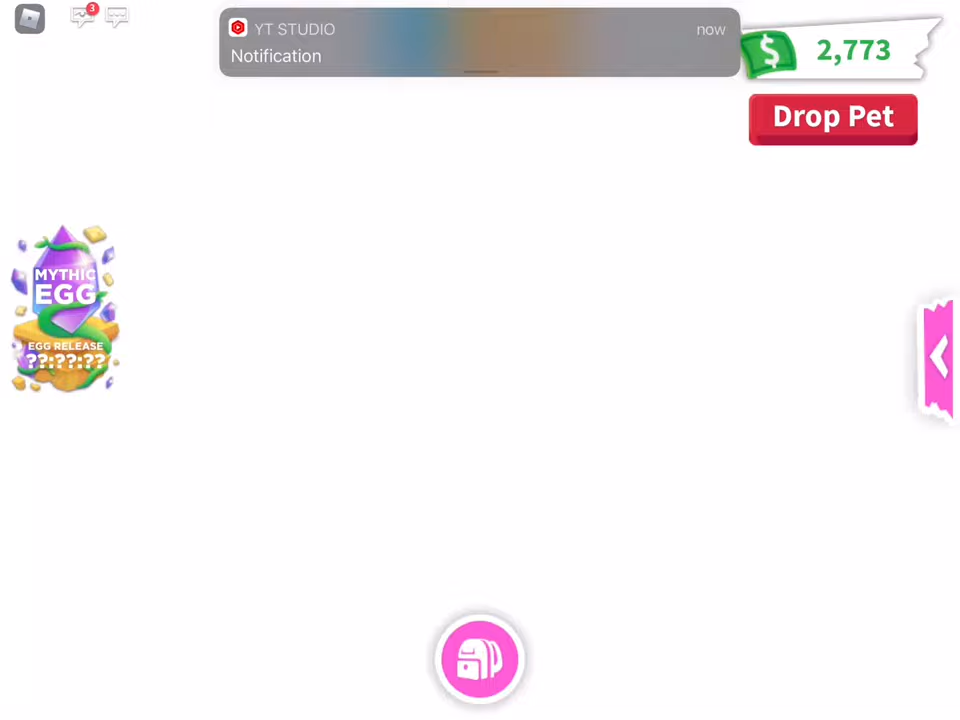 3
YT STUDIO
now
Notification
2,773
Drop Pet
MYTHIC
EGG
EGG RELEASE
??:??:??